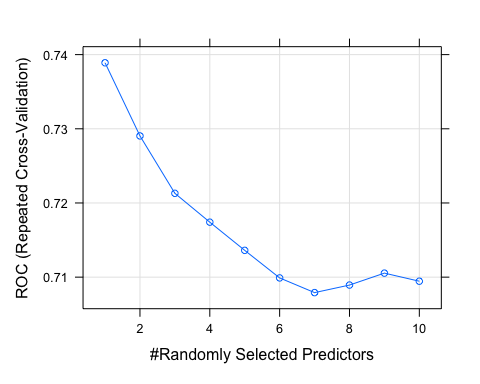 ROC (Repeated Cross-Validation)
0.74
0.73
0.72
0.71
2 4 6 8 10
#Randomly Selected Predictors